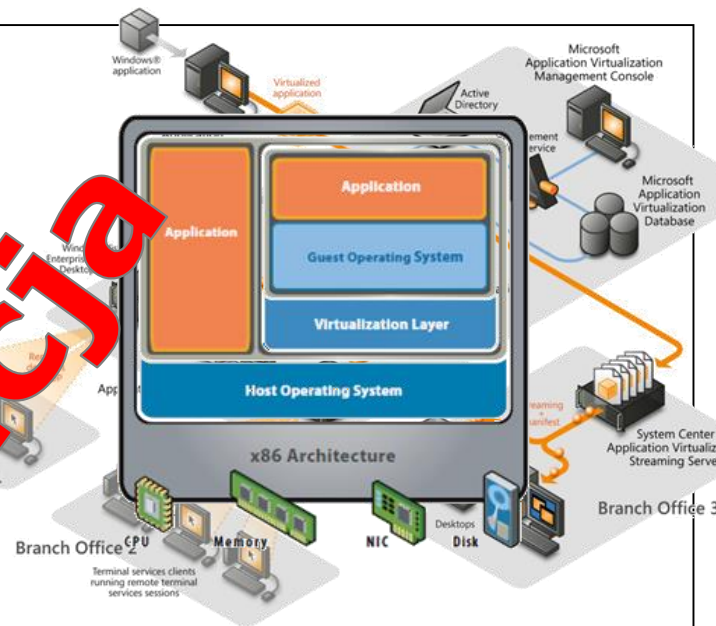 Windows®
application
Virtualized
application
Microsoft
Application Virtualization
Management Console
Active
Directory
Microsoft
Application
Virtualization
Database
Application
Application
Guest Operating System
Virtualization Layer
Host Operating System
x86 Architecture
cja
System Center
Streaming
Branch Office 3
CPU
Memory
NIC
Disk
Desktops
Branch Office 2
Terminal services clients
running remote terminal
services sessions